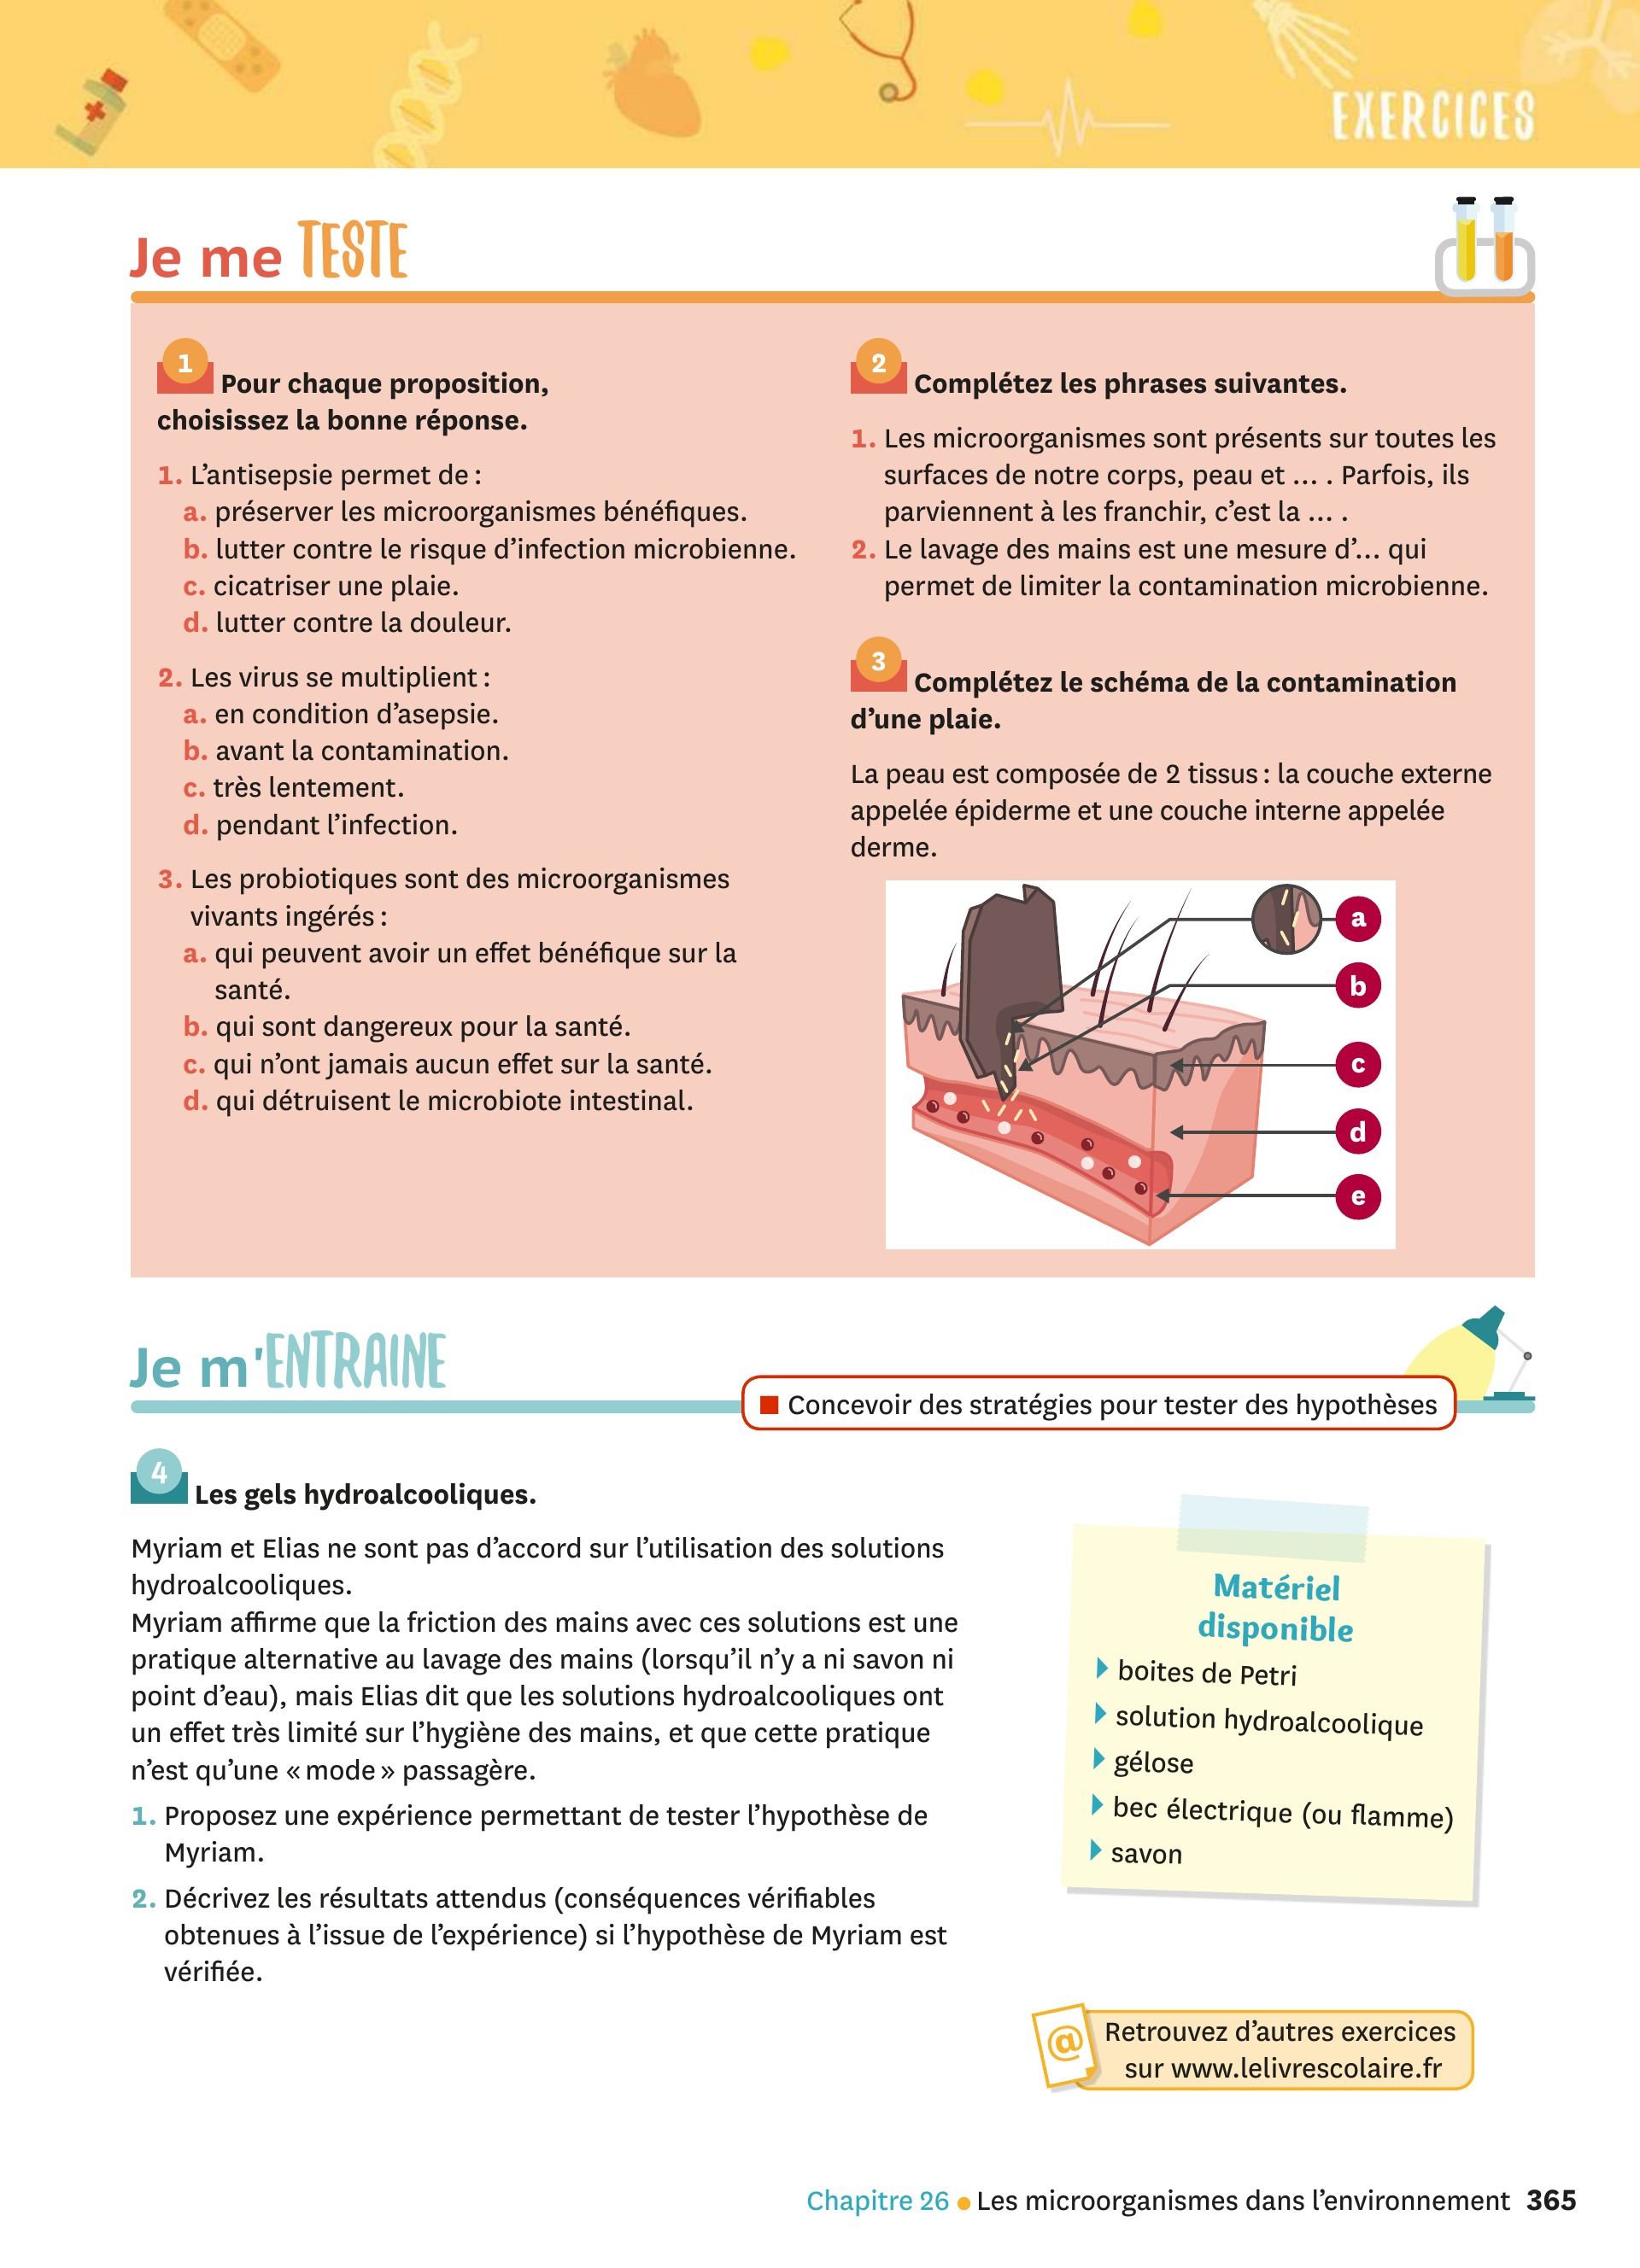 EXERCICES
Je me TESTE
1 Pour chaque proposition,
choisissez la bonne réponse.
1. L’antisepsie permet de :
a. préserver les microorganismes bénéfiques.
b. lutter contre le risque d’infection microbienne.
c. cicatriser une plaie.
d. lutter contre la douleur.
2. Les virus se multiplient :
a. en condition d’asepsie.
b. avant la contamination.
c. très lentement.
d. pendant l’infection.
3. Les probiotiques sont des microorganismes
vivants ingérés :
a. qui peuvent avoir un effet bénéfique sur la
santé.
b. qui sont dangereux pour la santé.
c. qui n’ont jamais aucun effet sur la santé.
d. qui détruisent le microbiote intestinal.
2 Complétez les phrases suivantes.
1. Les microorganismes sont présents sur toutes les
surfaces de notre corps, peau et ... . Parfois, ils
parviennent à les franchir, c’est la ... .
2. Le lavage des mains est une mesure d’... qui
permet de limiter la contamination microbienne.
3 Complétez le schéma de la contamination
d’une plaie.
La peau est composée de 2 tissus : la couche externe
appelée épiderme et une couche interne appelée
derme.
a
b
c
d
e
Je m'ENTRAINE
Concevoir des stratégies pour tester des hypothèses
4 Les gels hydroalcooliques.
Myriam et Elias ne sont pas d’accord sur l’utilisation des solutions
hydroalcooliques.
Myriam affirme que la friction des mains avec ces solutions est une
pratique alternative au lavage des mains (lorsqu’il n’y a ni savon ni
point d’eau), mais Elias dit que les solutions hydroalcooliques ont
un effet très limité sur l’hygiène des mains, et que cette pratique
n’est qu’une « mode » passagère.
1. Proposez une expérience permettant de tester l’hypothèse de
Myriam.
2. Décrivez les résultats attendus (conséquences vérifiables
obtenues à l’issue de l’expérience) si l’hypothèse de Myriam est
vérifiée.
Matériel
disponible
boites de Petri
solution hydroalcoolique
gélose
bec électrique (ou flamme)
savon
@
Retrouvez d’autres exercices
sur www.lelivrescolaire.fr
Chapitre 26 ● Les microorganismes dans l’environnement 365